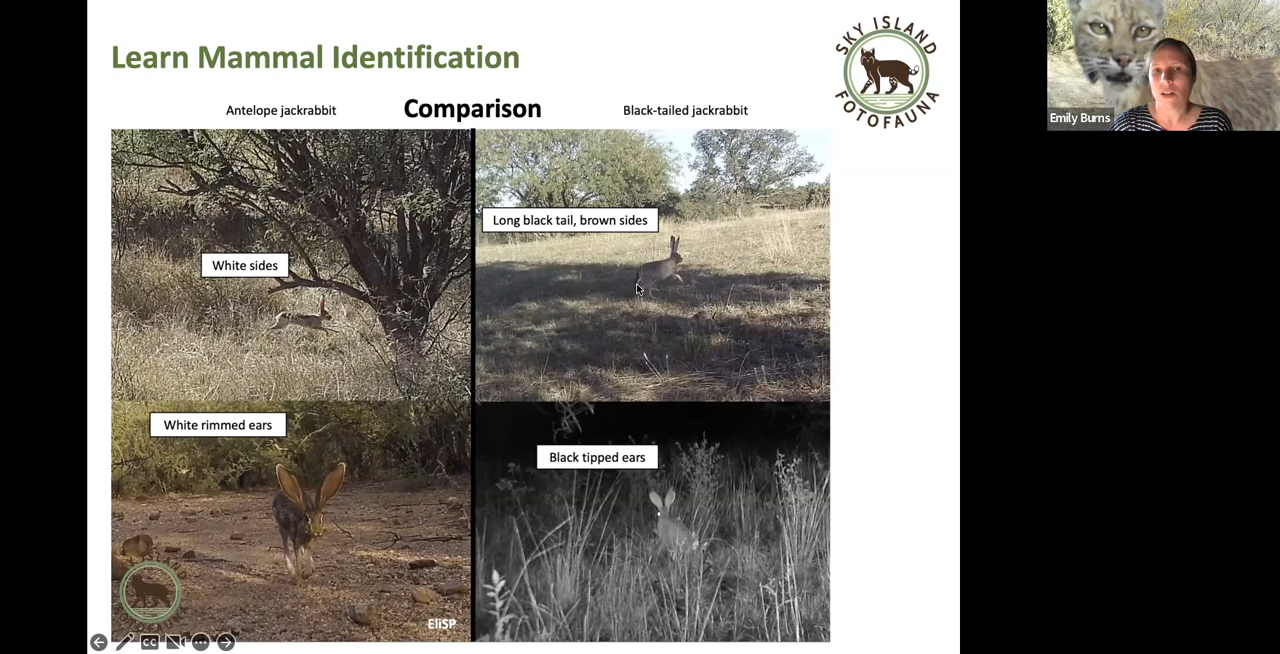 Learn Mammal Identification
SKY ISLAND
FOTOFAUNA
Antelope jackrabbit
Comparison
Black-tailed jackrabbit
Emily Burns
Long black tail, brown sides
White sides
White rimmed ears
Black tipped ears
EliSP
CC